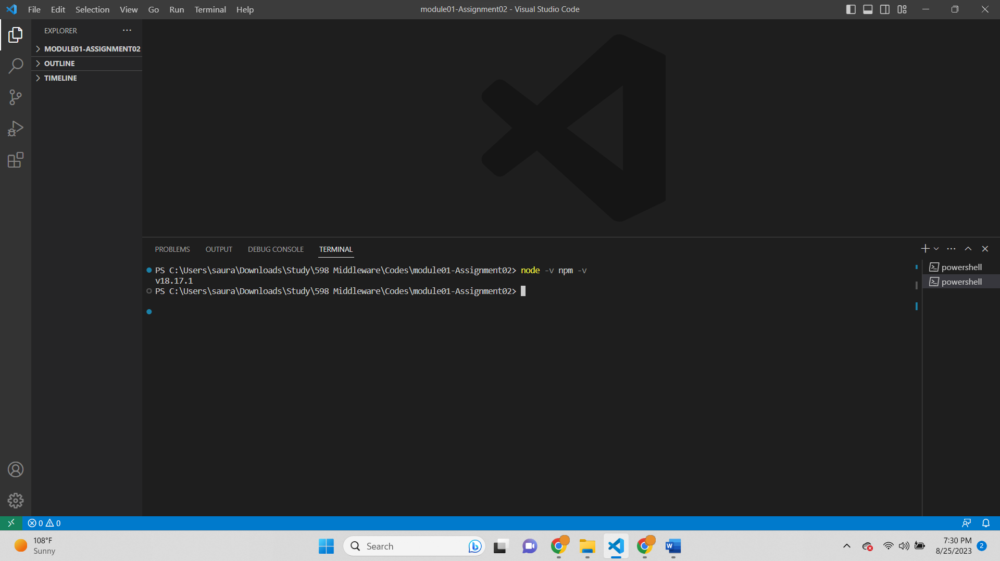 File Edit Selection View Go Run Terminal Help
module01-Assignment02 - Visual Studio Code
EXPLORER
MODULE01-ASSIGNMENT02
OUTLINE
TIMELINE
PROBLEMS OUTPUT DEBUG CONSOLE TERMINAL
PS C:\Users\saura\Downloads\Study\598 Middleware\Codes\module01-Assignment02> node -v npm -v
v18.17.1
PS C:\Users\saura\Downloads\Study\598 Middleware\Codes\module01-Assignment02>
powershell
powershell
0 0
108°F
Sunny
Search
W
7:30 PM
8/25/2023
2